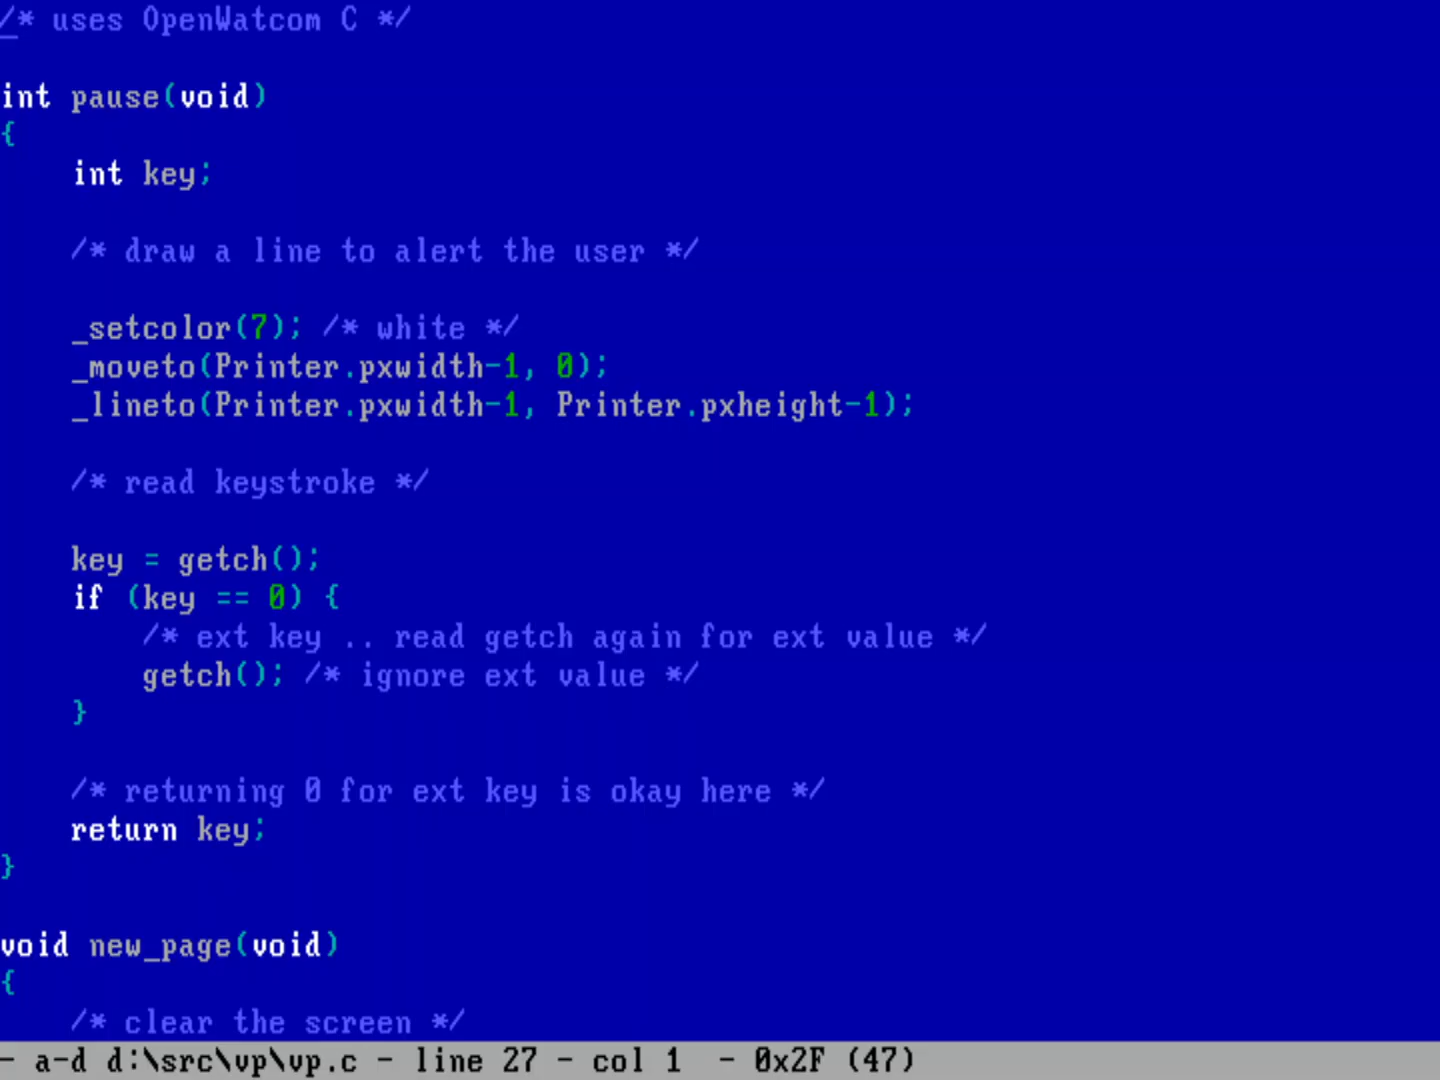 /* uses OpenWatcom C */
int pause(void)
{
int key;
/* draw a line to alert the user */
_setcolor(7); /* white */
_moveto(Printer.pxwidth-1, 0);
_lineto(Printer.pxwidth-1, Printer.pxheight-1);
/* read keystroke */
key = getch();
if (key == 0) {
/* ext key .. read getch again for ext value */
getch(); /* ignore ext value */
}
/* returning 0 for ext key is okay here */
return key;
}
void new_page(void)
{
/* clear the screen */
- a-d d:\src\vp\vp.c - line 27 - col 1 - 0x2F (47)